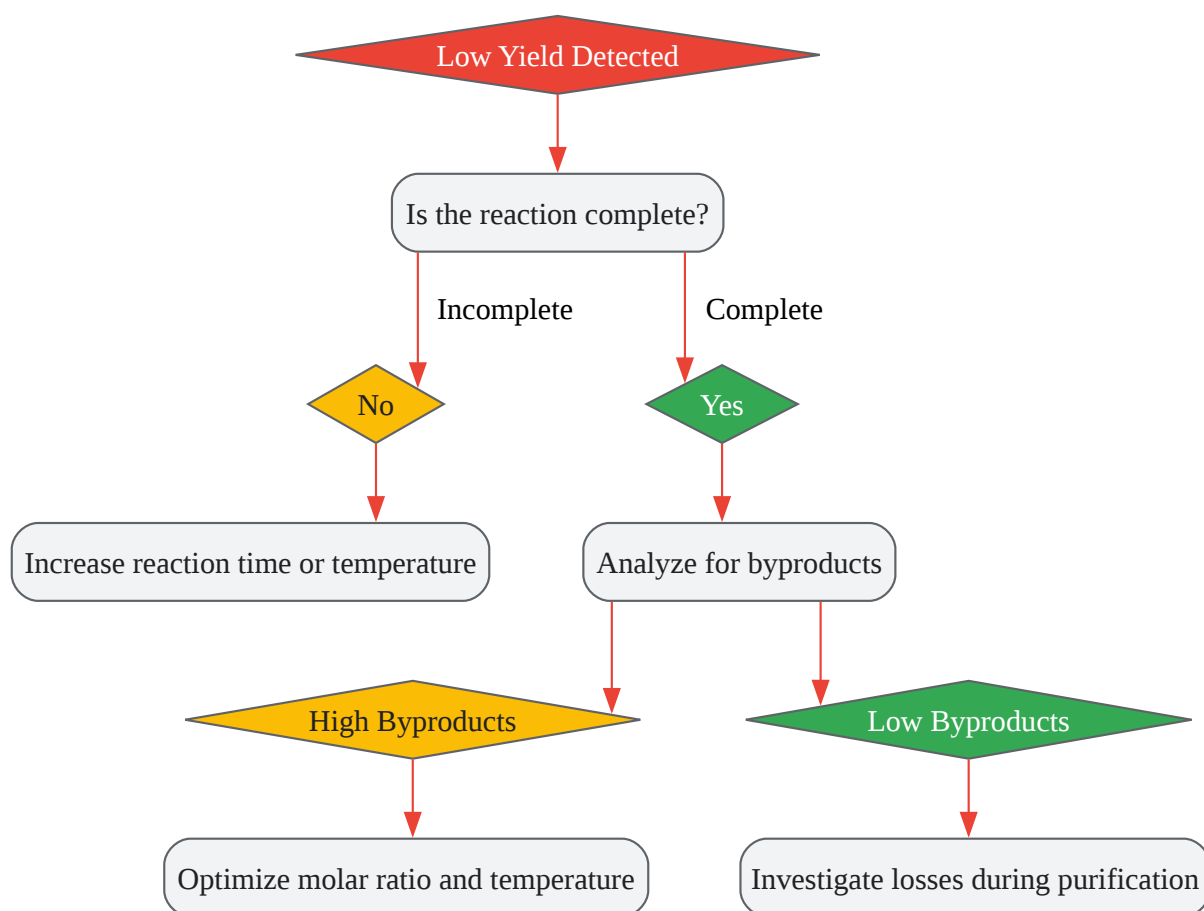 Low Yield Detected
Is the reaction complete?
Incomplete
Complete
No
Yes
Increase reaction time or temperature
Analyze for byproducts
High Byproducts
Low Byproducts
Optimize molar ratio and temperature
Investigate losses during purification